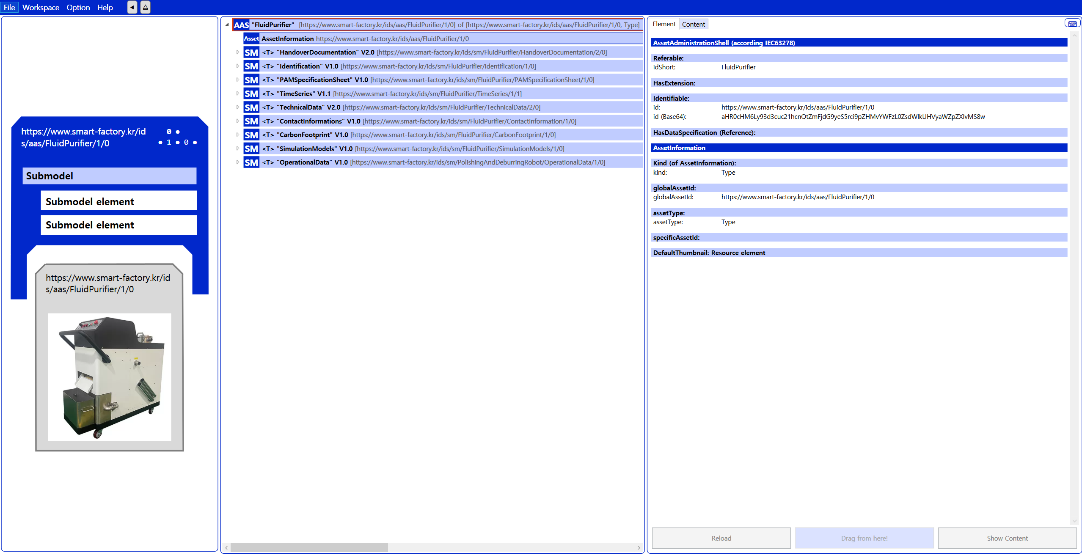 File Workspace Option Help
https://www.smart-factory.kr/id
s/aas/FluidPurifier/1/0
Submodel
Submodel element
Submodel element
https://www.smart-factory.kr/id
s/aas/FluidPurifier/1/0
AAS "FluidPurifier" [https://www.smart-factory.kr/ids/aas/FluidPurifier/1/0] of [https://www.smart-factory.kr/ids/aas/FluidPurifier/1/0, Type]
Asset AssetInformation https://www.smart-factory.kr/ids/aas/FluidPurifier/1/0
SM <T> "HandoverDocumentation" V2.0 [https://www.smart-factory.kr/ids/sm/FluidPurifier/HandoverDocumentation/2/0]
SM <T> "Identification" V1.0 [https://www.smart-factory.kr/ids/sm/FluidPurifier/Identification/1/0]
SM <T> "PAMSpecificationSheet" V1.0 [https://www.smart-factory.kr/ids/sm/FluidPurifier/PAMSpecificationSheet/1/0]
SM <T> "TimeSeries" V1.1 [https://www.smart-factory.kr/ids/sm/FluidPurifier/TimeSeries/1/1]
SM <T> "TechnicalData" V2.0 [https://www.smart-factory.kr/ids/sm/FluidPurifier/TechnicalData/2/0]
SM <T> "ContactInformations" V1.0 [https://www.smart-factory.kr/ids/sm/FluidPurifier/ContactInformation/1/0]
SM <T> "CarbonFootprint" V1.0 [https://www.smart-factory.kr/ids/sm/FluidPurifier/CarbonFootprint/1/0]
SM <T> "SimulationModels" V1.0 [https://www.smart-factory.kr/ids/sm/FluidPurifier/SimulationModels/1/0]
SM <T> "OperationalData" V1.0 [https://www.smart-factory.kr/ids/sm/PolishingAndDeburringRobot/OperationalData/1/0]
Element Content
AssetAdministrationShell (according IEC63278)
Referable:
idShort: FluidPurifier
HasExtension:
Identifiable:
id: https://www.smart-factory.kr/ids/aas/FluidPurifier/1/0
id (Base64):
HasDataSpecification (Reference):
AssetInformation
Kind (of AssetInformation):
kind: Type
globalAssetId:
globalAssetId: https://www.smart-factory.kr/ids/aas/FluidPurifier/1/0
assetType:
assetType: Type
specificAssetId:
DefaultThumbnail: Resource element
Reload Drag from here! Show Content